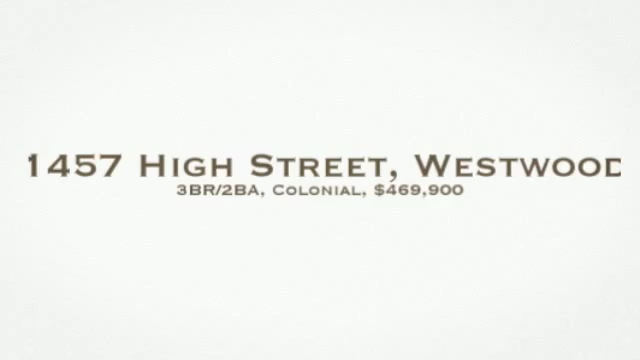 1457 High Street, Westwood
3BR/2BA, Colonial, $469,900